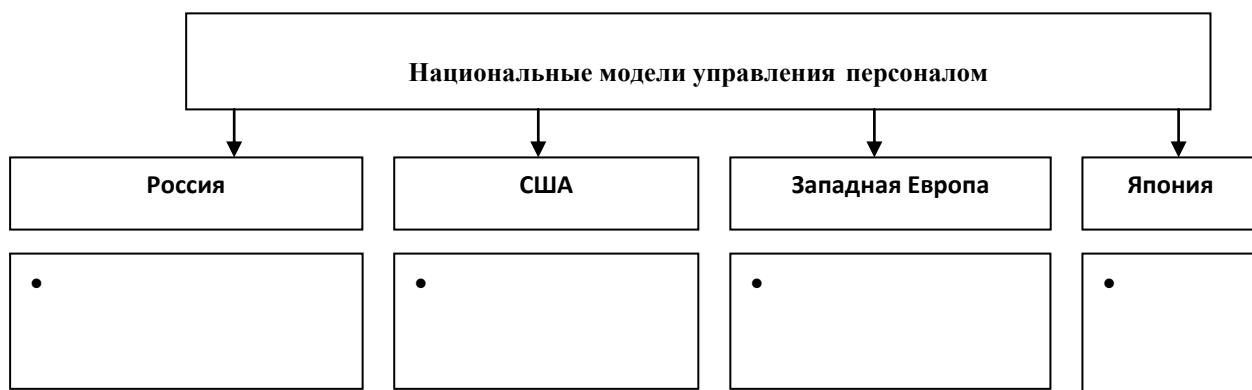 Национальные модели управления персоналом
Россия
США
Западная Европа
Япония
•
•
•
•